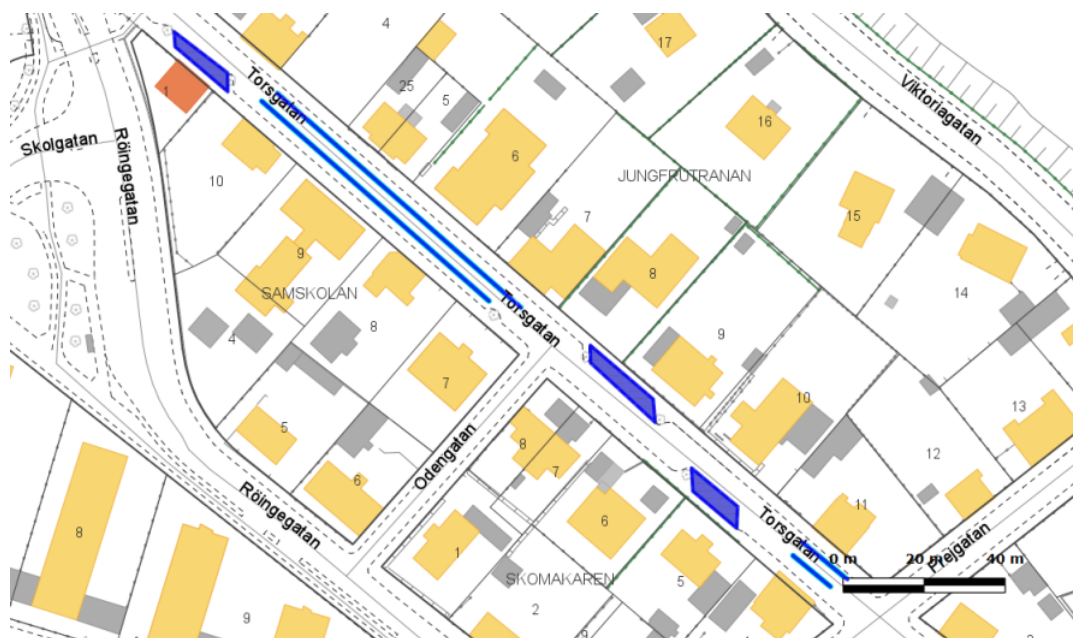 4
17
25
5
Torsgatan
Viktoriagatan
1
16
Skolgatan
Röingegatan
6
JUNGFRUTRANAN
10
7
15
9
8
SAMSKOLAN
14
8
Torsgatan
4
9
7
10
13
5
8
12
7
6
Odengatan
Röingegatan
11
6
Torsgatan
8
1
Frejgatan
0 m 20 m 40 m
SKOMAKAREN
5
2
9